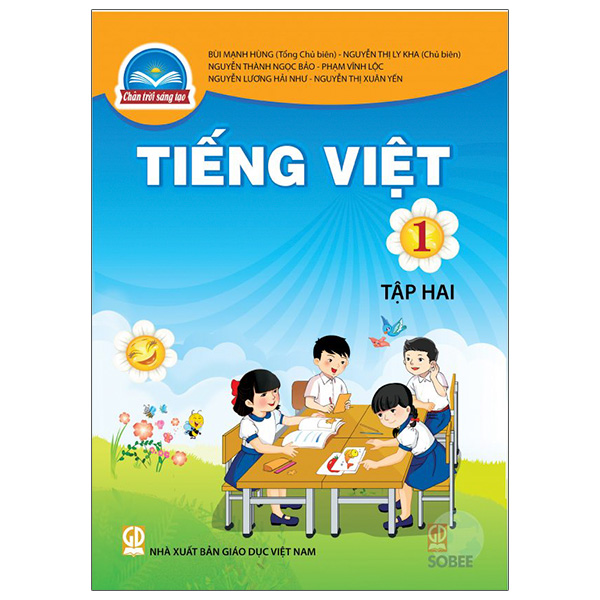 BÙI MẠNH HÙNG (Tổng Chủ biên) - NGUYỄN THỊ LY KHA (Chủ biên)
NGUYỄN THÀNH NGỌC BẢO - PHẠM VĨNH LỘC
NGUYỄN LƯƠNG HẢI NHƯ - NGUYỄN THỊ XUÂN YẾN
Chân trời sáng tạo
TIẾNG VIỆT
1
TẬP HAI
GD
NHÀ XUẤT BẢN GIÁO DỤC VIỆT NAM
GD
SOBEE